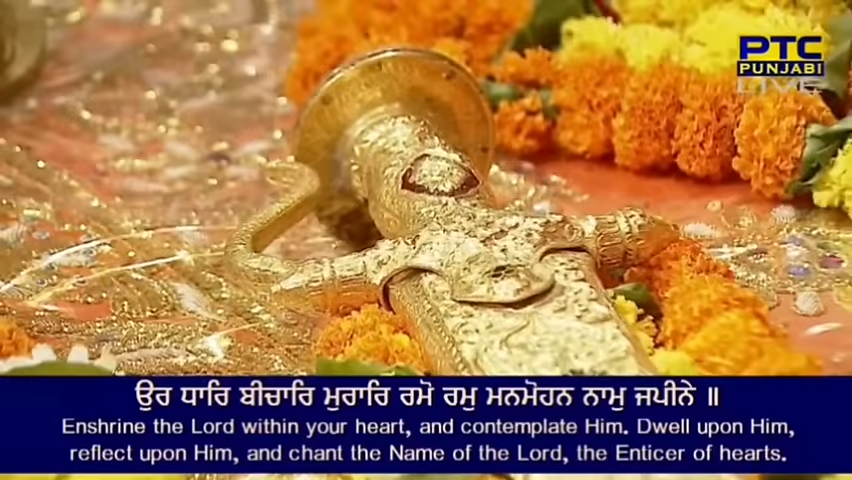 PTC
PUNJABI
LIVE
ਉਰ ਧਾਰਿ ਬੀਚਾਰਿ ਮੁਰਾਰਿ ਰਮੋ ਰਮੁ ਮਨਮੋਹਨ ਨਾਮੁ ਜਪੀਨੇ ॥
Enshrine the Lord within your heart, and contemplate Him. Dwell upon Him,
reflect upon Him, and chant the Name of the Lord, the Enticer of hearts.